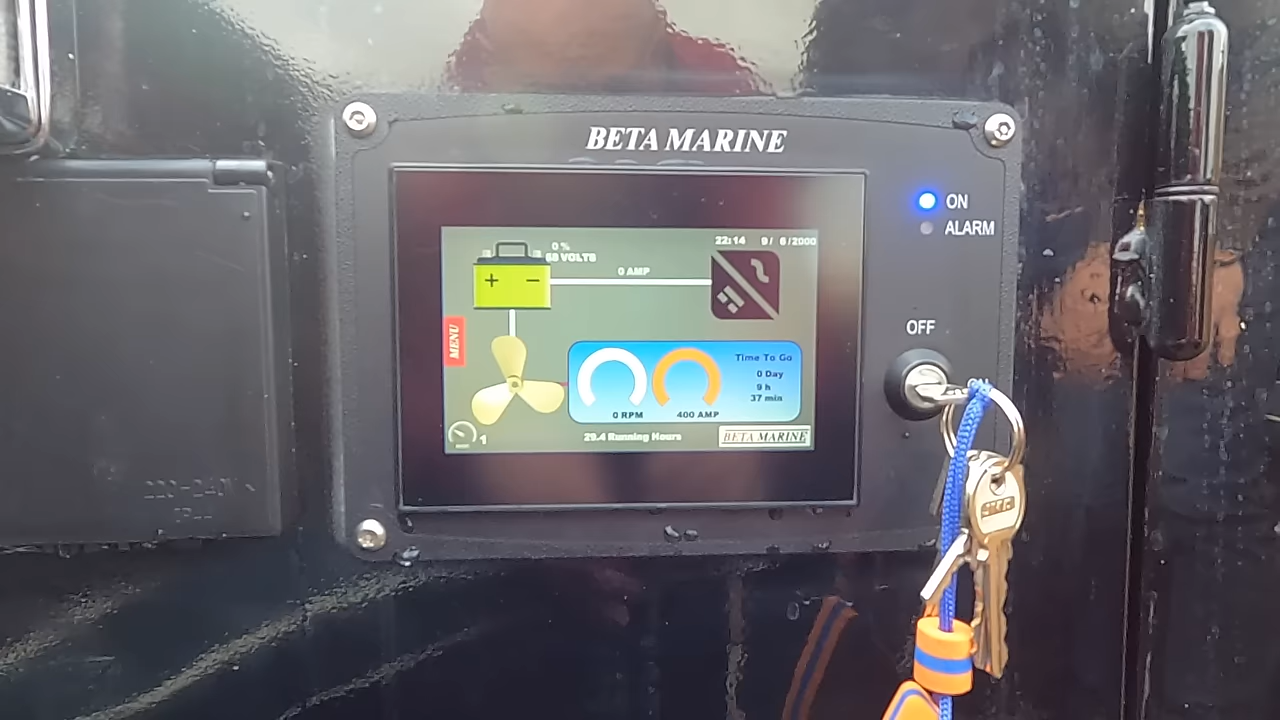 BETA MARINE
ON
ALARM
22:14 9/ 6/2000
0 %
68 VOLTS
0 AMP
OFF
MENU
Time To Go
0 Day
9 h
37 min
0 RPM
400 AMP
1
29.4 Running Hours
BETA MARINE